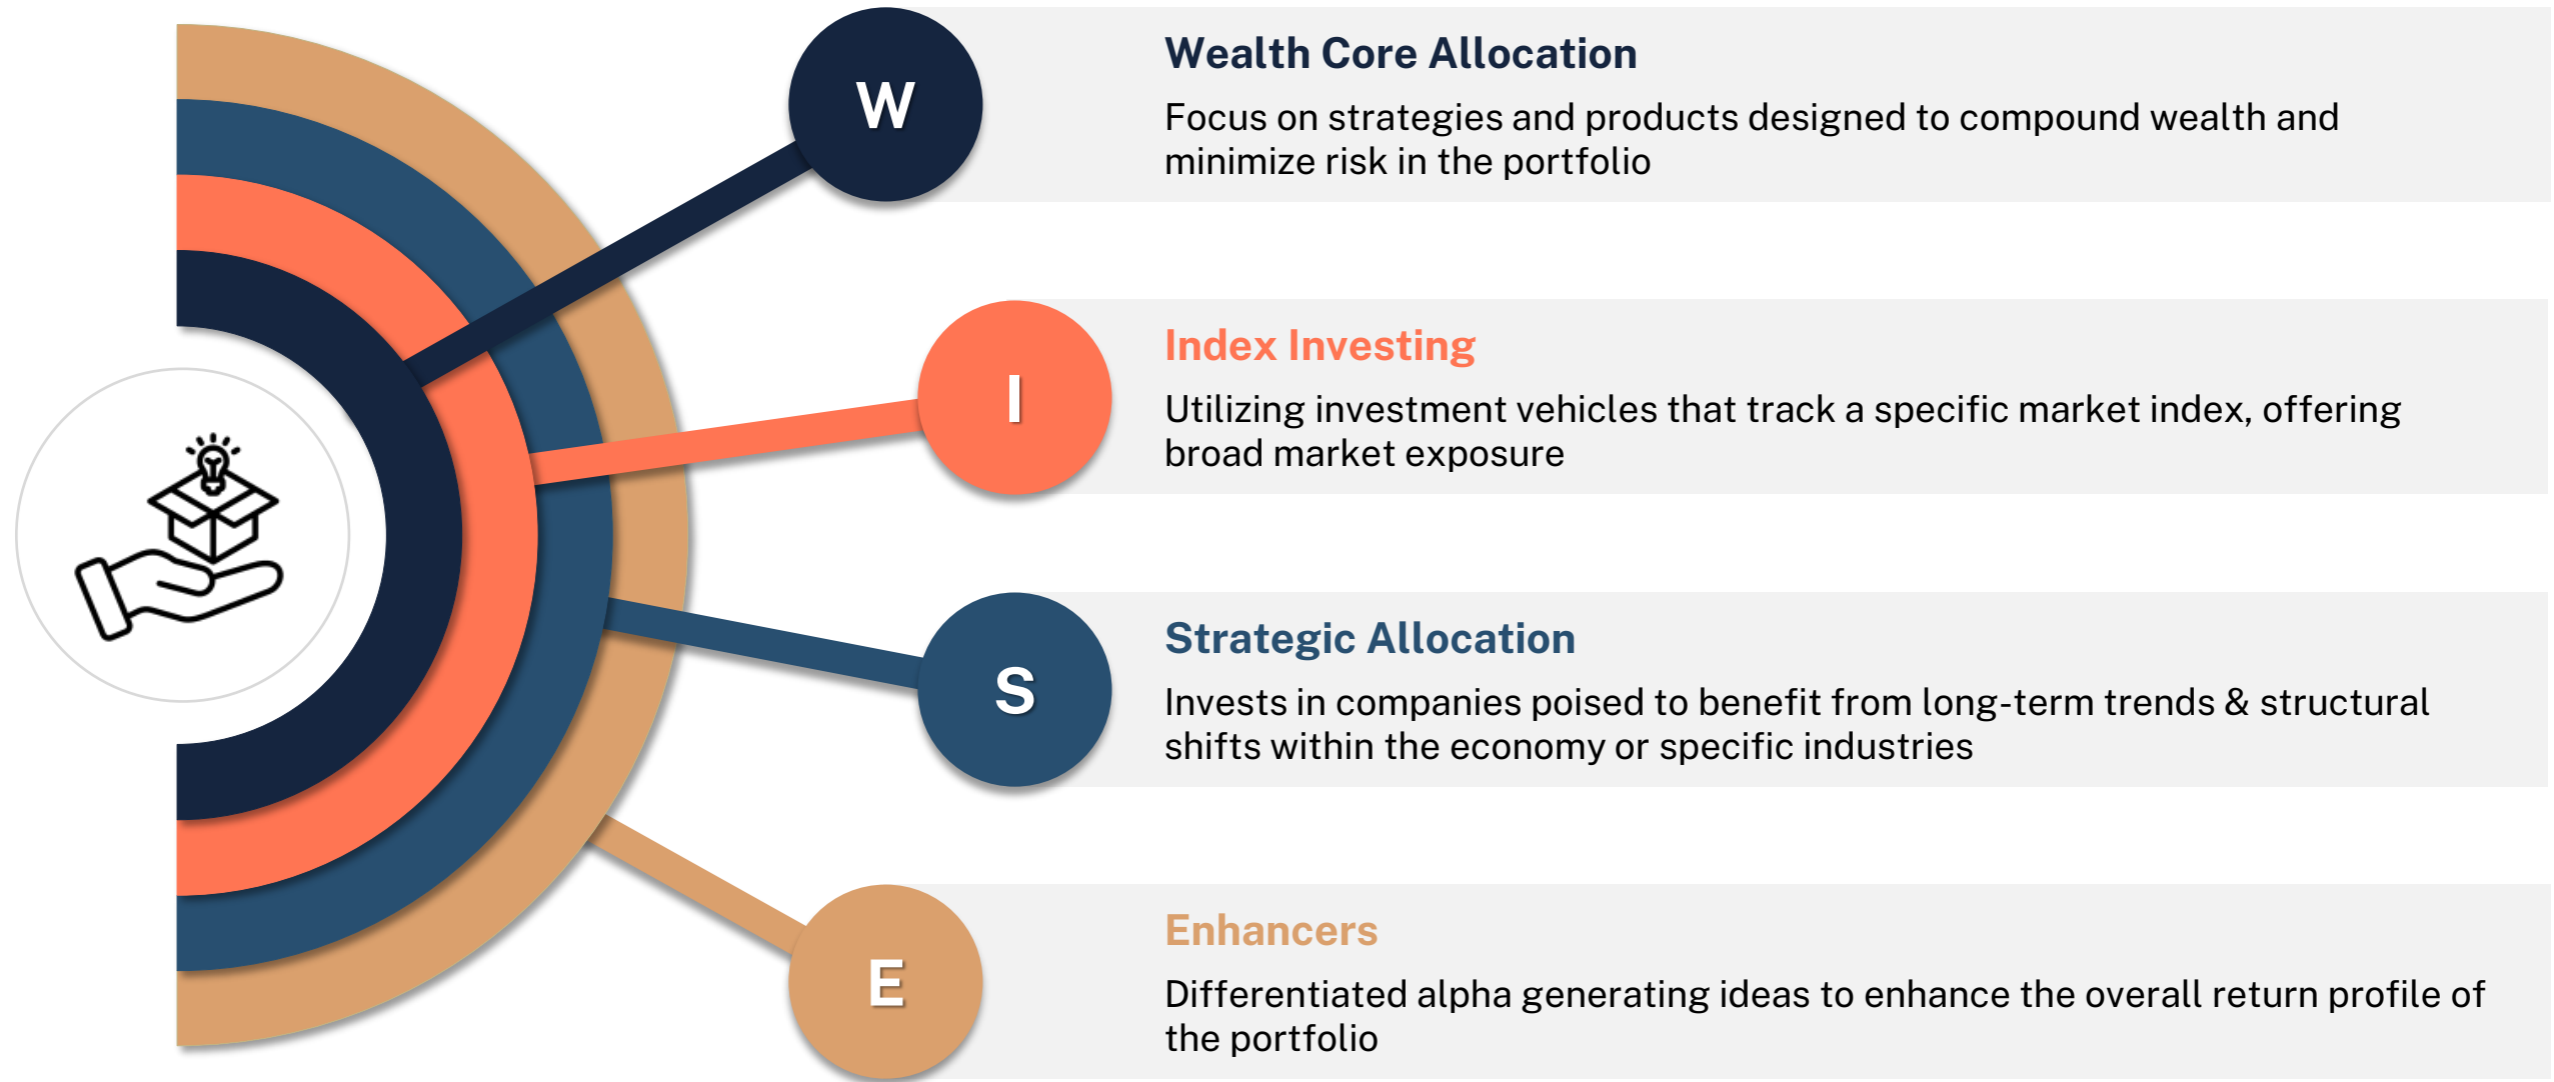 W
Wealth Core Allocation
Focus on strategies and products designed to compound wealth and
minimize risk in the portfolio
I
Index Investing
Utilizing investment vehicles that track a specific market index, offering
broad market exposure
S
Strategic Allocation
Invests in companies poised to benefit from long-term trends & structural
shifts within the economy or specific industries
E
Enhancers
Differentiated alpha generating ideas to enhance the overall return profile of
the portfolio